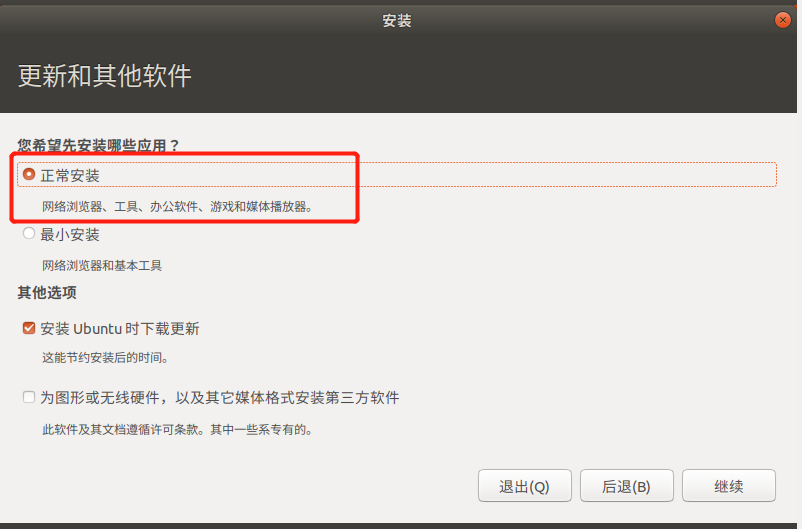 安装
更新和其他软件
您希望先安装哪些应用？
正常安装
网络浏览器、工具、办公软件、游戏和媒体播放器。
最小安装
网络浏览器和基本工具
其他选项
安装 Ubuntu 时下载更新
这能节约安装后的时间。
为图形或无线硬件，以及其它媒体格式安装第三方软件
此软件及其文档遵循许可条款。其中一些系专有的。
退出(Q) 后退(B) 继续